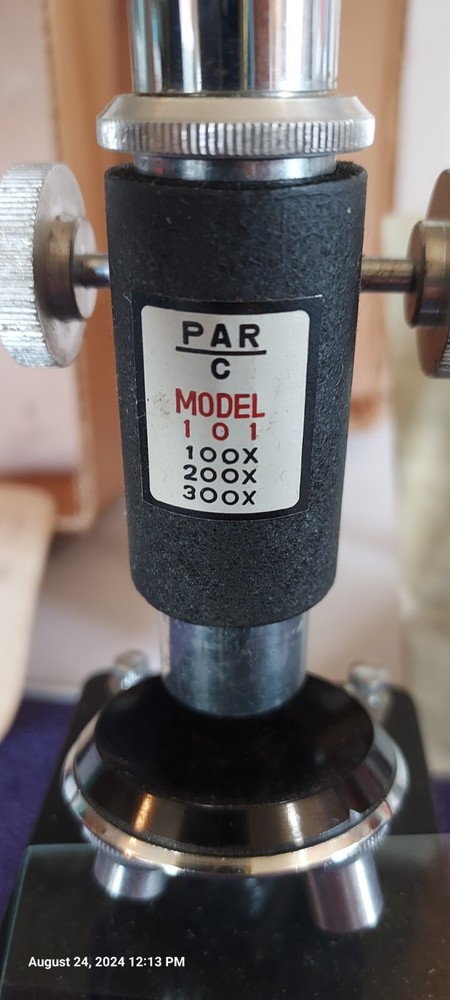 PAR
C
MODEL
101
100X
200X
300X
August 24, 2024 12:13 PM